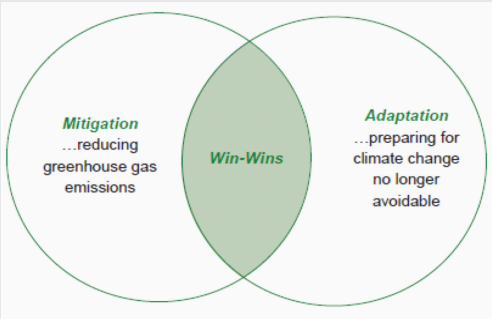 Mitigation
…reducing
greenhouse gas
emissions
Win-Wins
Adaptation
…preparing for
climate change
no longer
avoidable